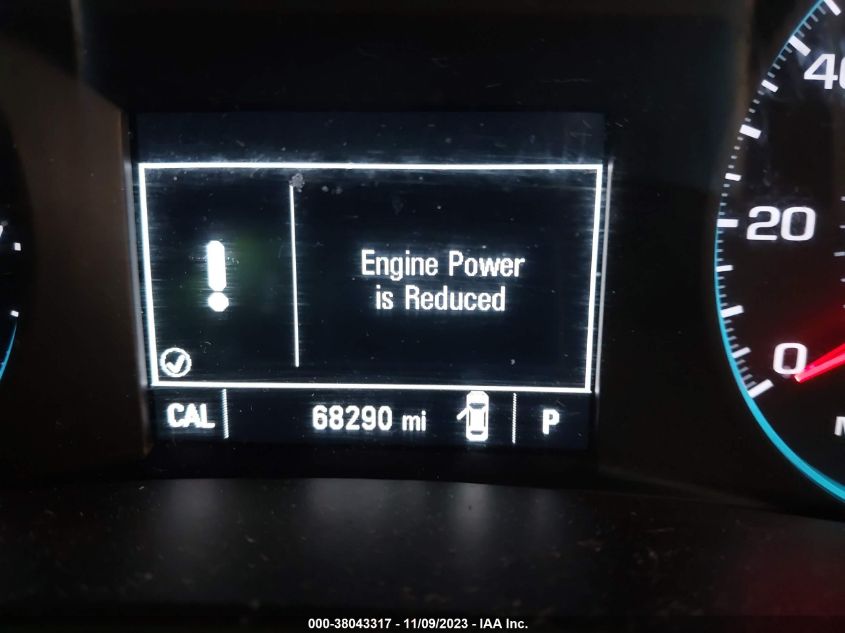 40
20
0
Engine Power
is Reduced
CAL 68290 mi P
000-38043317 - 11/09/2023 - IAA Inc.